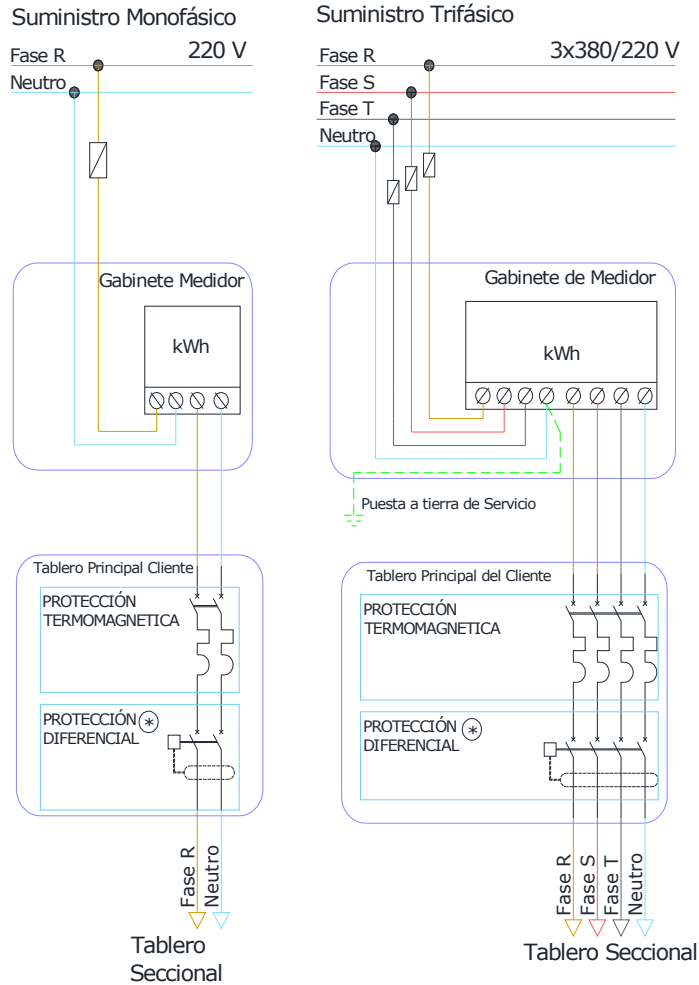 Suministro Monofásico
220 V
Fase R
Neutro
Gabinete Medidor
kWh
Tablero Principal Cliente
PROTECCIÓN
TERMOMAGNETICA
PROTECCIÓN *
DIFERENCIAL
Fase R
Neutro
Tablero
Seccional
Suministro Trifásico
3x380/220 V
Fase R
Fase S
Fase T
Neutro
Gabinete de Medidor
kWh
Puesta a tierra de Servicio
Tablero Principal del Cliente
PROTECCIÓN
TERMOMAGNETICA
PROTECCIÓN *
DIFERENCIAL
Fase R
Fase S
Fase T
Neutro
Tablero Seccional